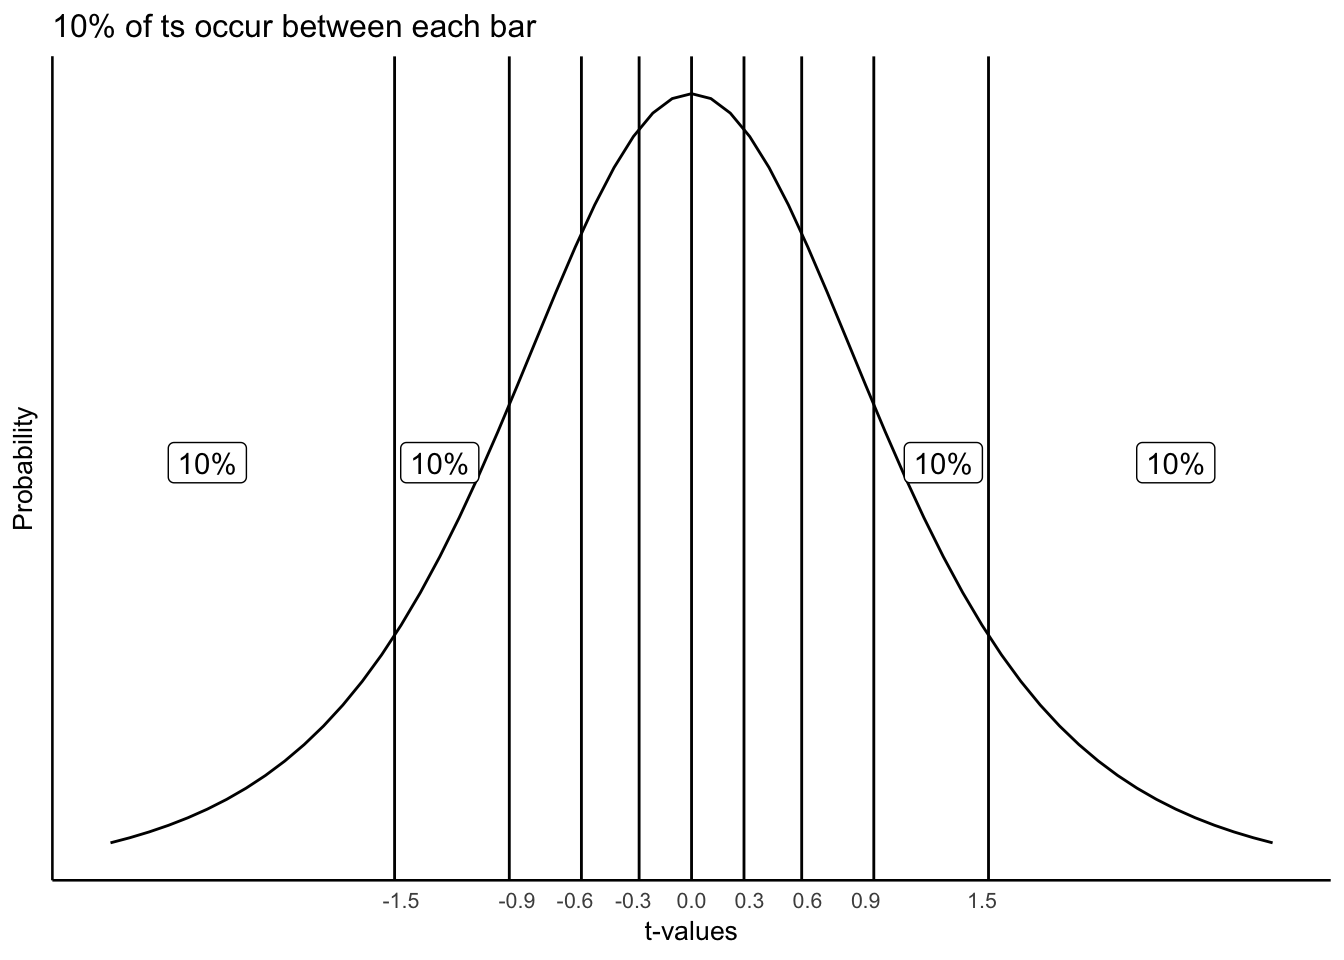 10% of ts occur between each bar
Probability
10% 10% 10% 10%
-1.5 -0.9 -0.6 -0.3 0.0 0.3 0.6 0.9 1.5
t-values